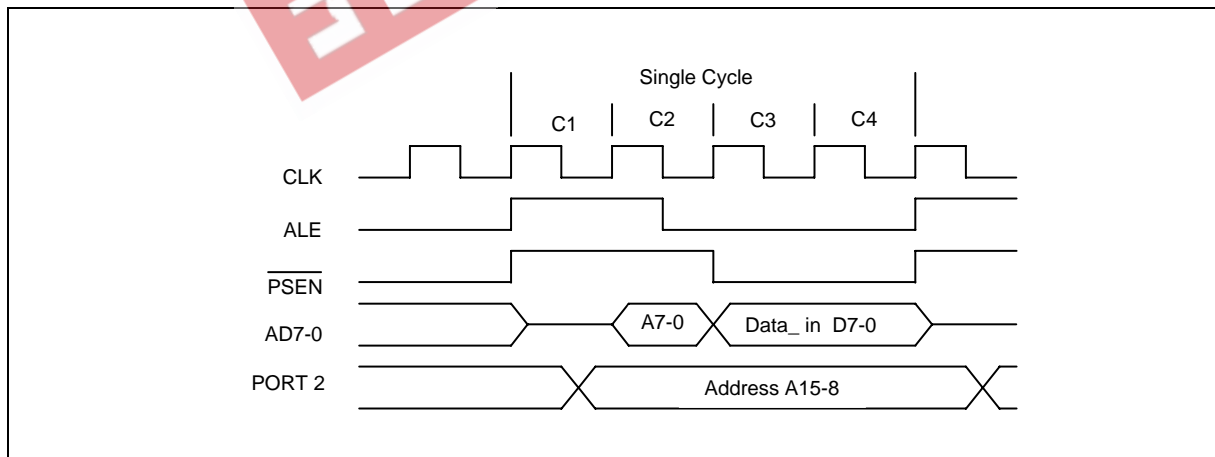 Single Cycle
C1 C2 C3 C4
CLK
ALE
PSEN
AD7-0 A7-0 Data_ in D7-0
PORT 2 Address A15-8